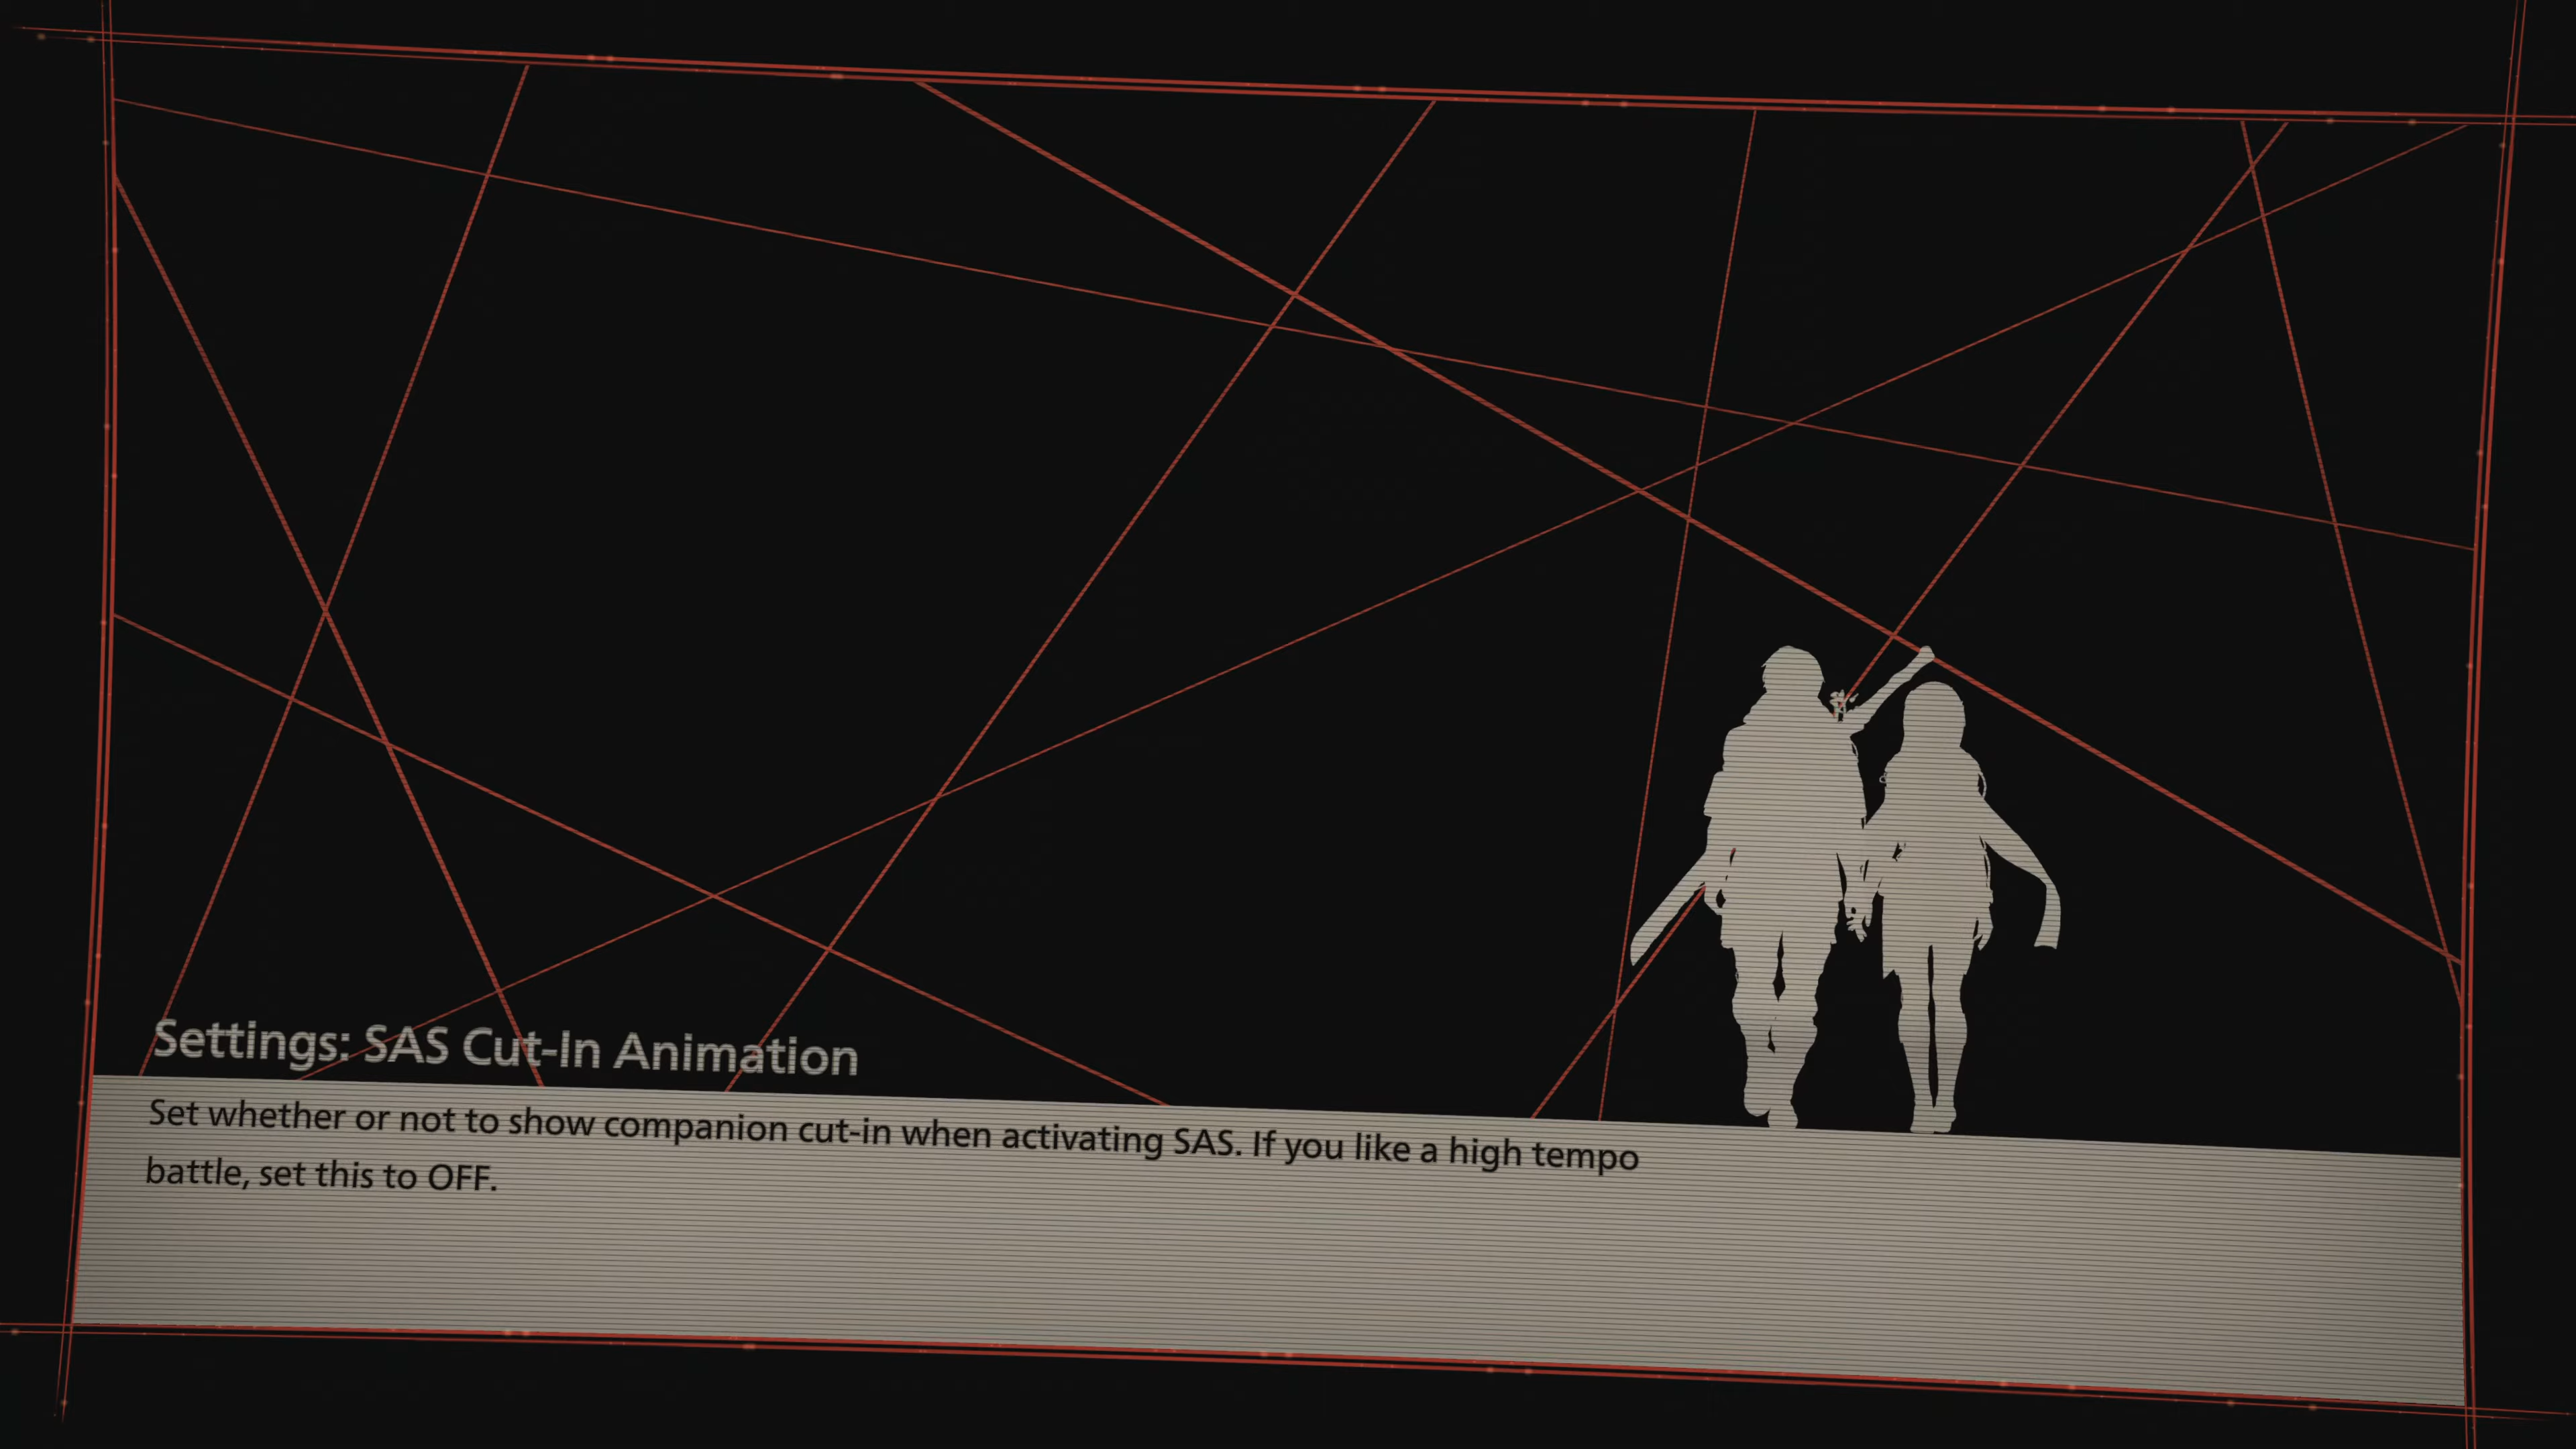 Settings: SAS Cut-In Animation
Set whether or not to show companion cut-in when activating SAS. If you like a high tempo
battle, set this to OFF.